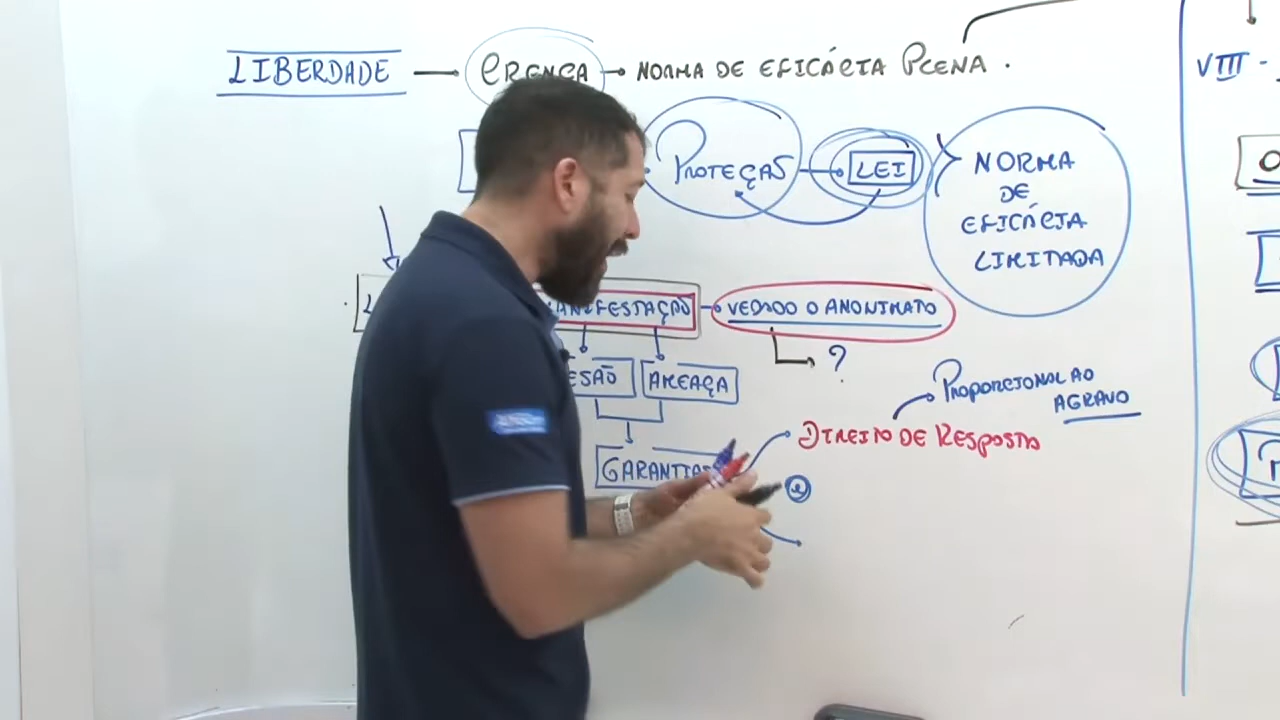 LIBERDADE
CRENÇA
NORMA DE EFICÁCIA PLENA.
VIII -
PROTEÇÃO
LEI
NORMA
DE
EFICÁCIA
LIMITADA
MANIFESTAÇÃO
VEDADO O ANONIMATO
?
AMEAÇA
PROPORCIONAL AO
AGRAVO
DIREITO DE RESPOSTA
GARANTIAS
e